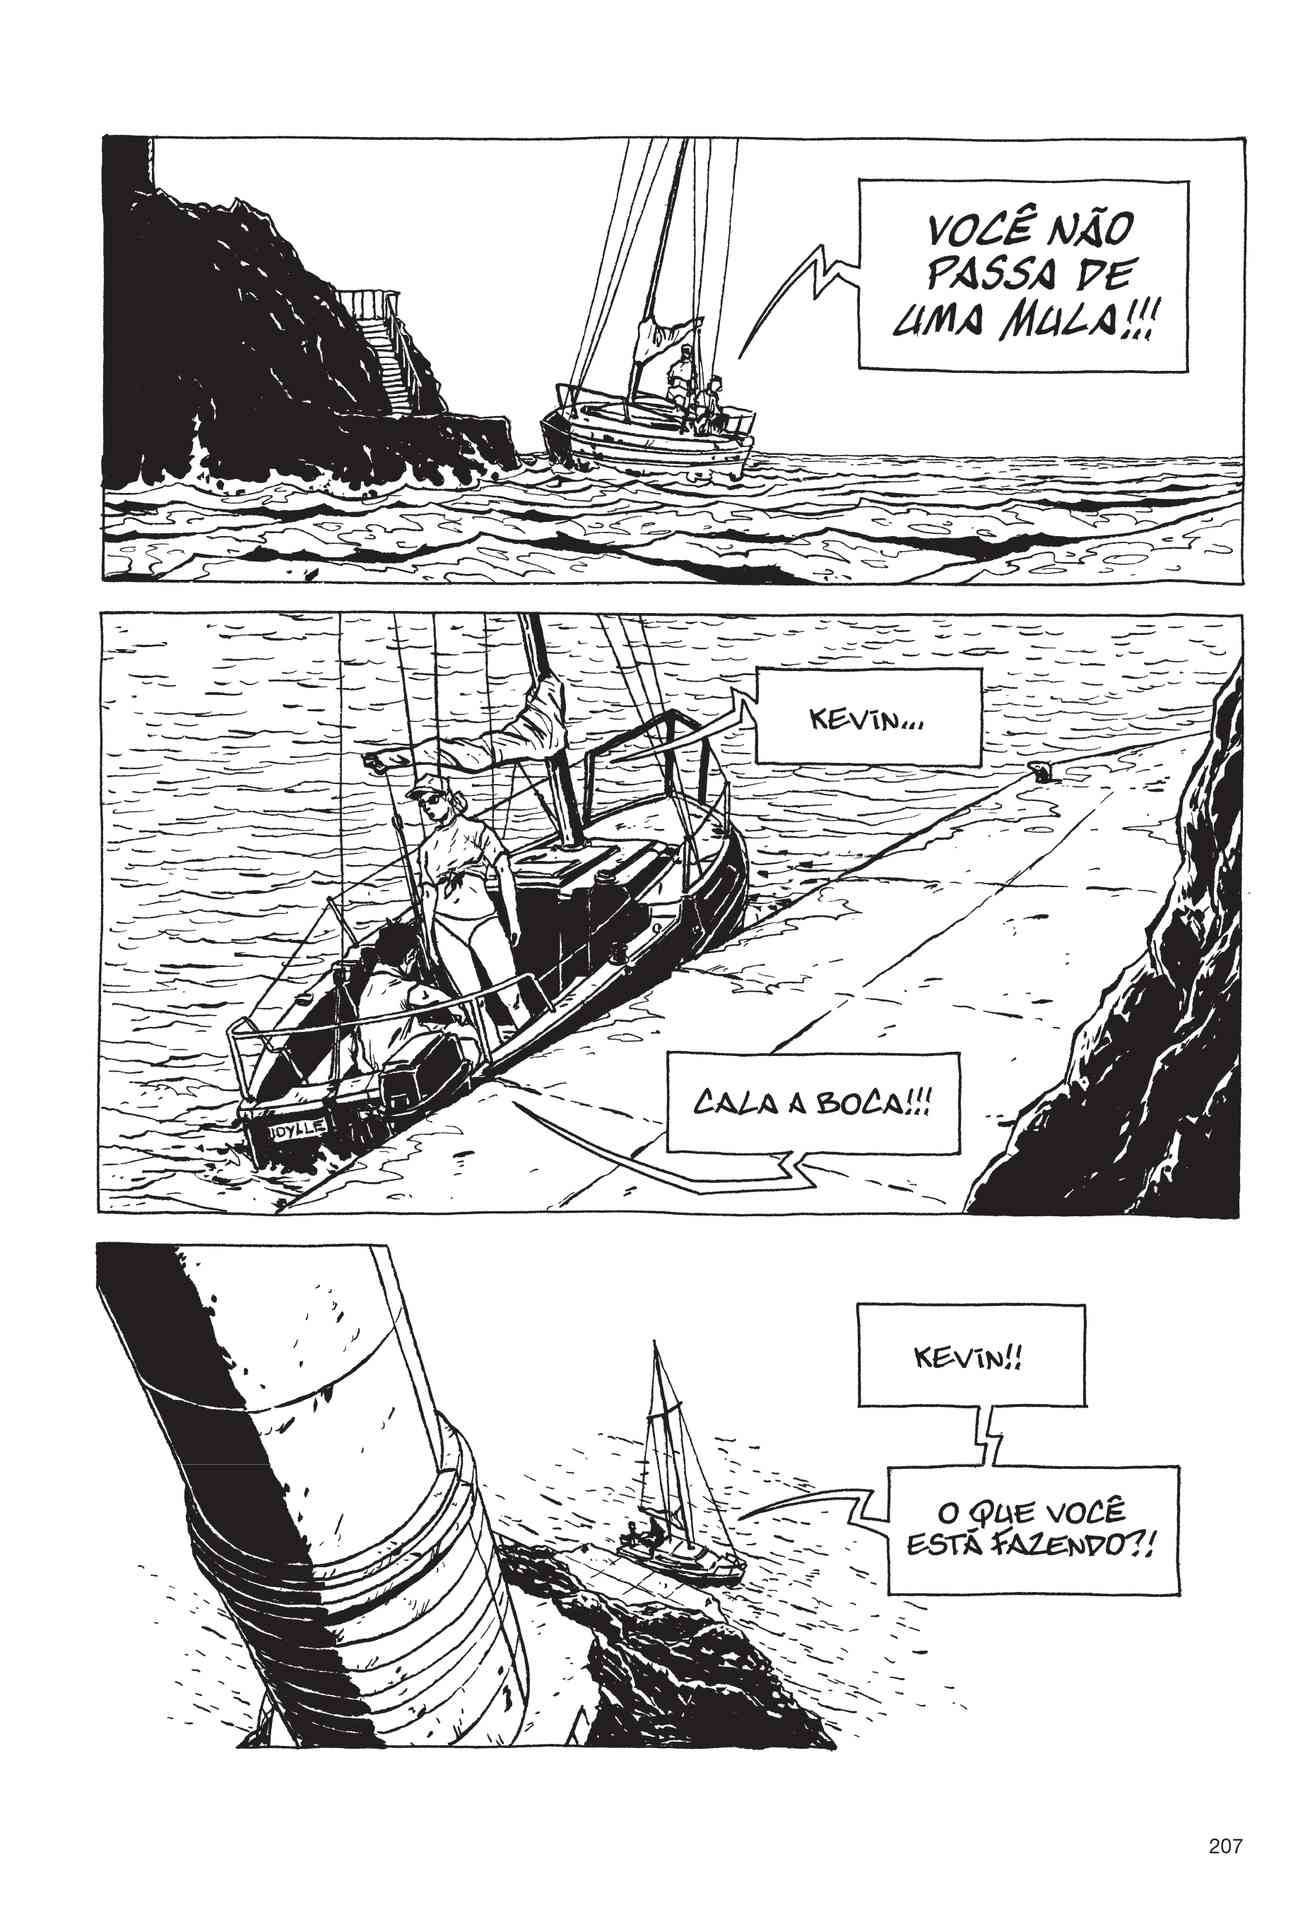 VOCÊ NÃO
PASSA DE
UMA MULA!!!
KEVIN...
CALA A BOCA!!!
IDYLLE
KEVIN!!
O QUE VOCÊ
ESTÁ FAZENDO?!
207